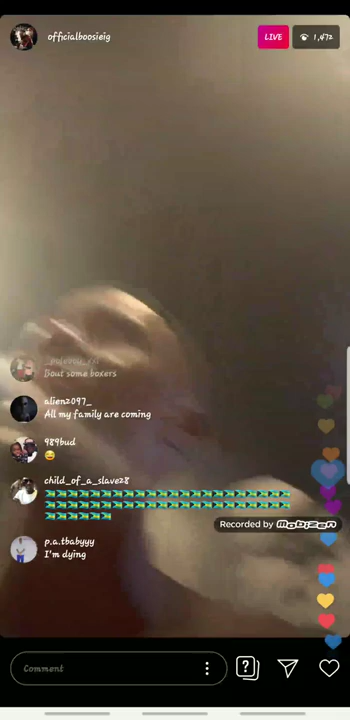 officialboosieig
LIVE
1,472
Bout some boxers
alien2097_
All my family are coming
989bud
child_of_a_slave28
Recorded by MOBIZEN
p.a.tbabyyy
I'm dying
Comment